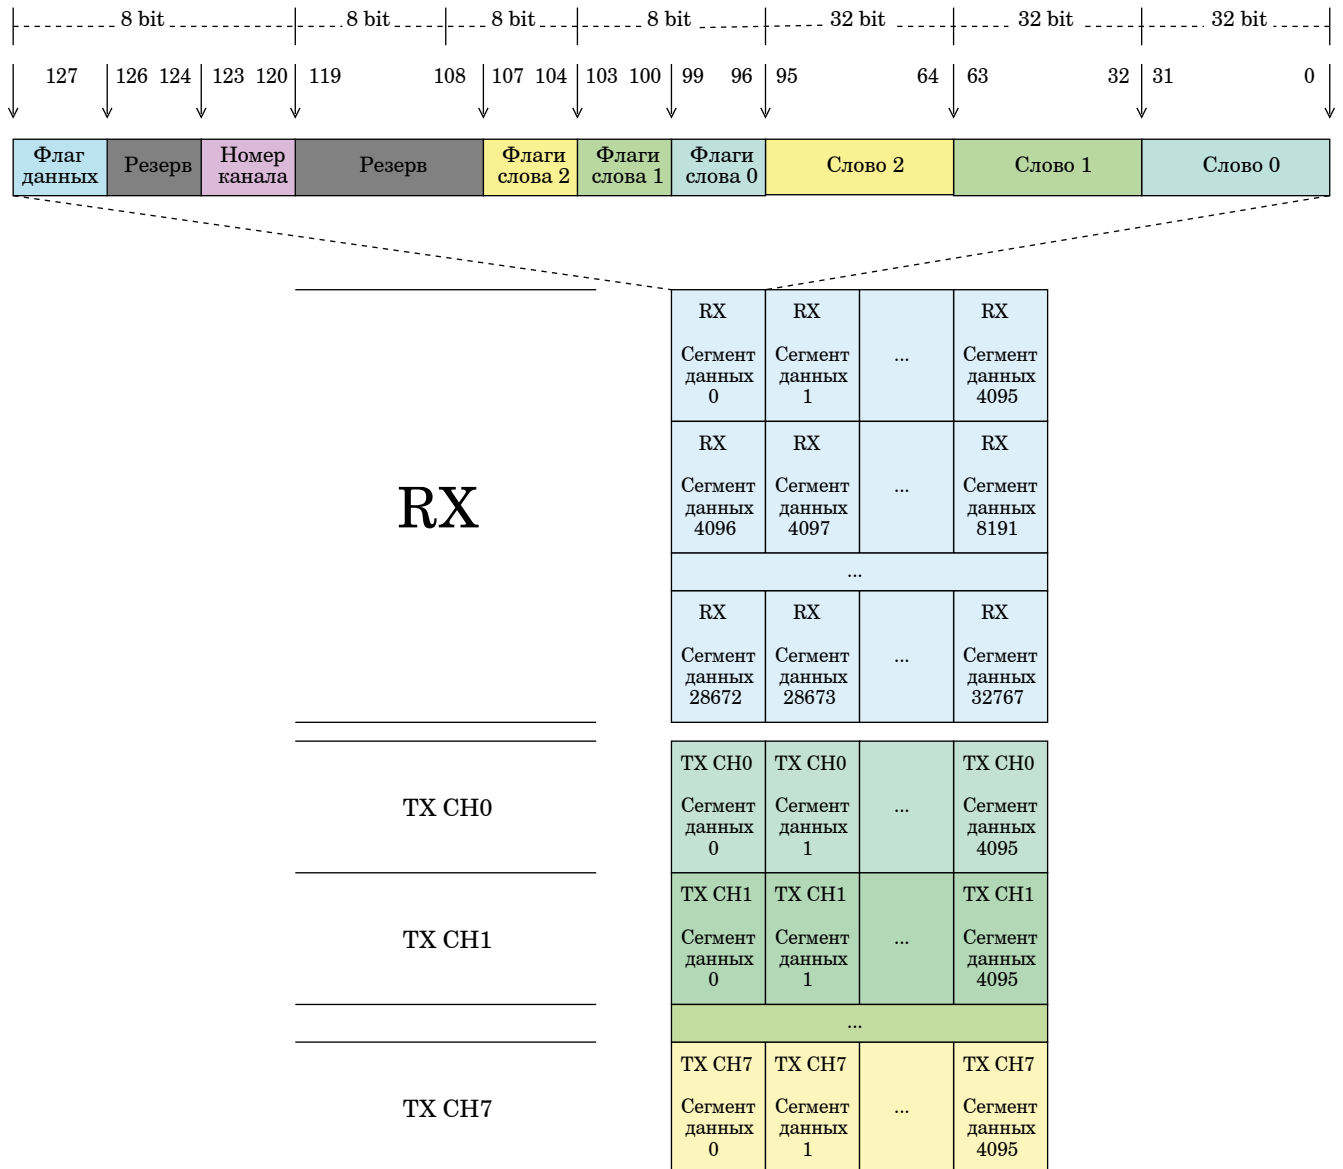 8 bit 8 bit 8 bit 8 bit 32 bit 32 bit 32 bit
127 126 124 123 120 119 108 107 104 103 100 99 96 95 64 63 32 31 0
Флаг данных
Резерв
Номер канала
Резерв
Флаги слова 2
Флаги слова 1
Флаги слова 0
Слово 2
Слово 1
Слово 0
RX
RX RX RX
Сегмент Сегмент ... Сегмент
данных данных данных
0 1 4095
RX RX RX
Сегмент Сегмент ... Сегмент
данных данных данных
4096 4097 8191
...
RX RX RX
Сегмент Сегмент ... Сегмент
данных данных данных
28672 28673 32767
TX CH0
TX CH0 TX CH0 TX CH0
Сегмент Сегмент ... Сегмент
данных данных данных
0 1 4095
TX CH1
TX CH1 TX CH1 TX CH1
Сегмент Сегмент ... Сегмент
данных данных данных
0 1 4095
...
TX CH7
TX CH7 TX CH7 TX CH7
Сегмент Сегмент ... Сегмент
данных данных данных
0 1 4095